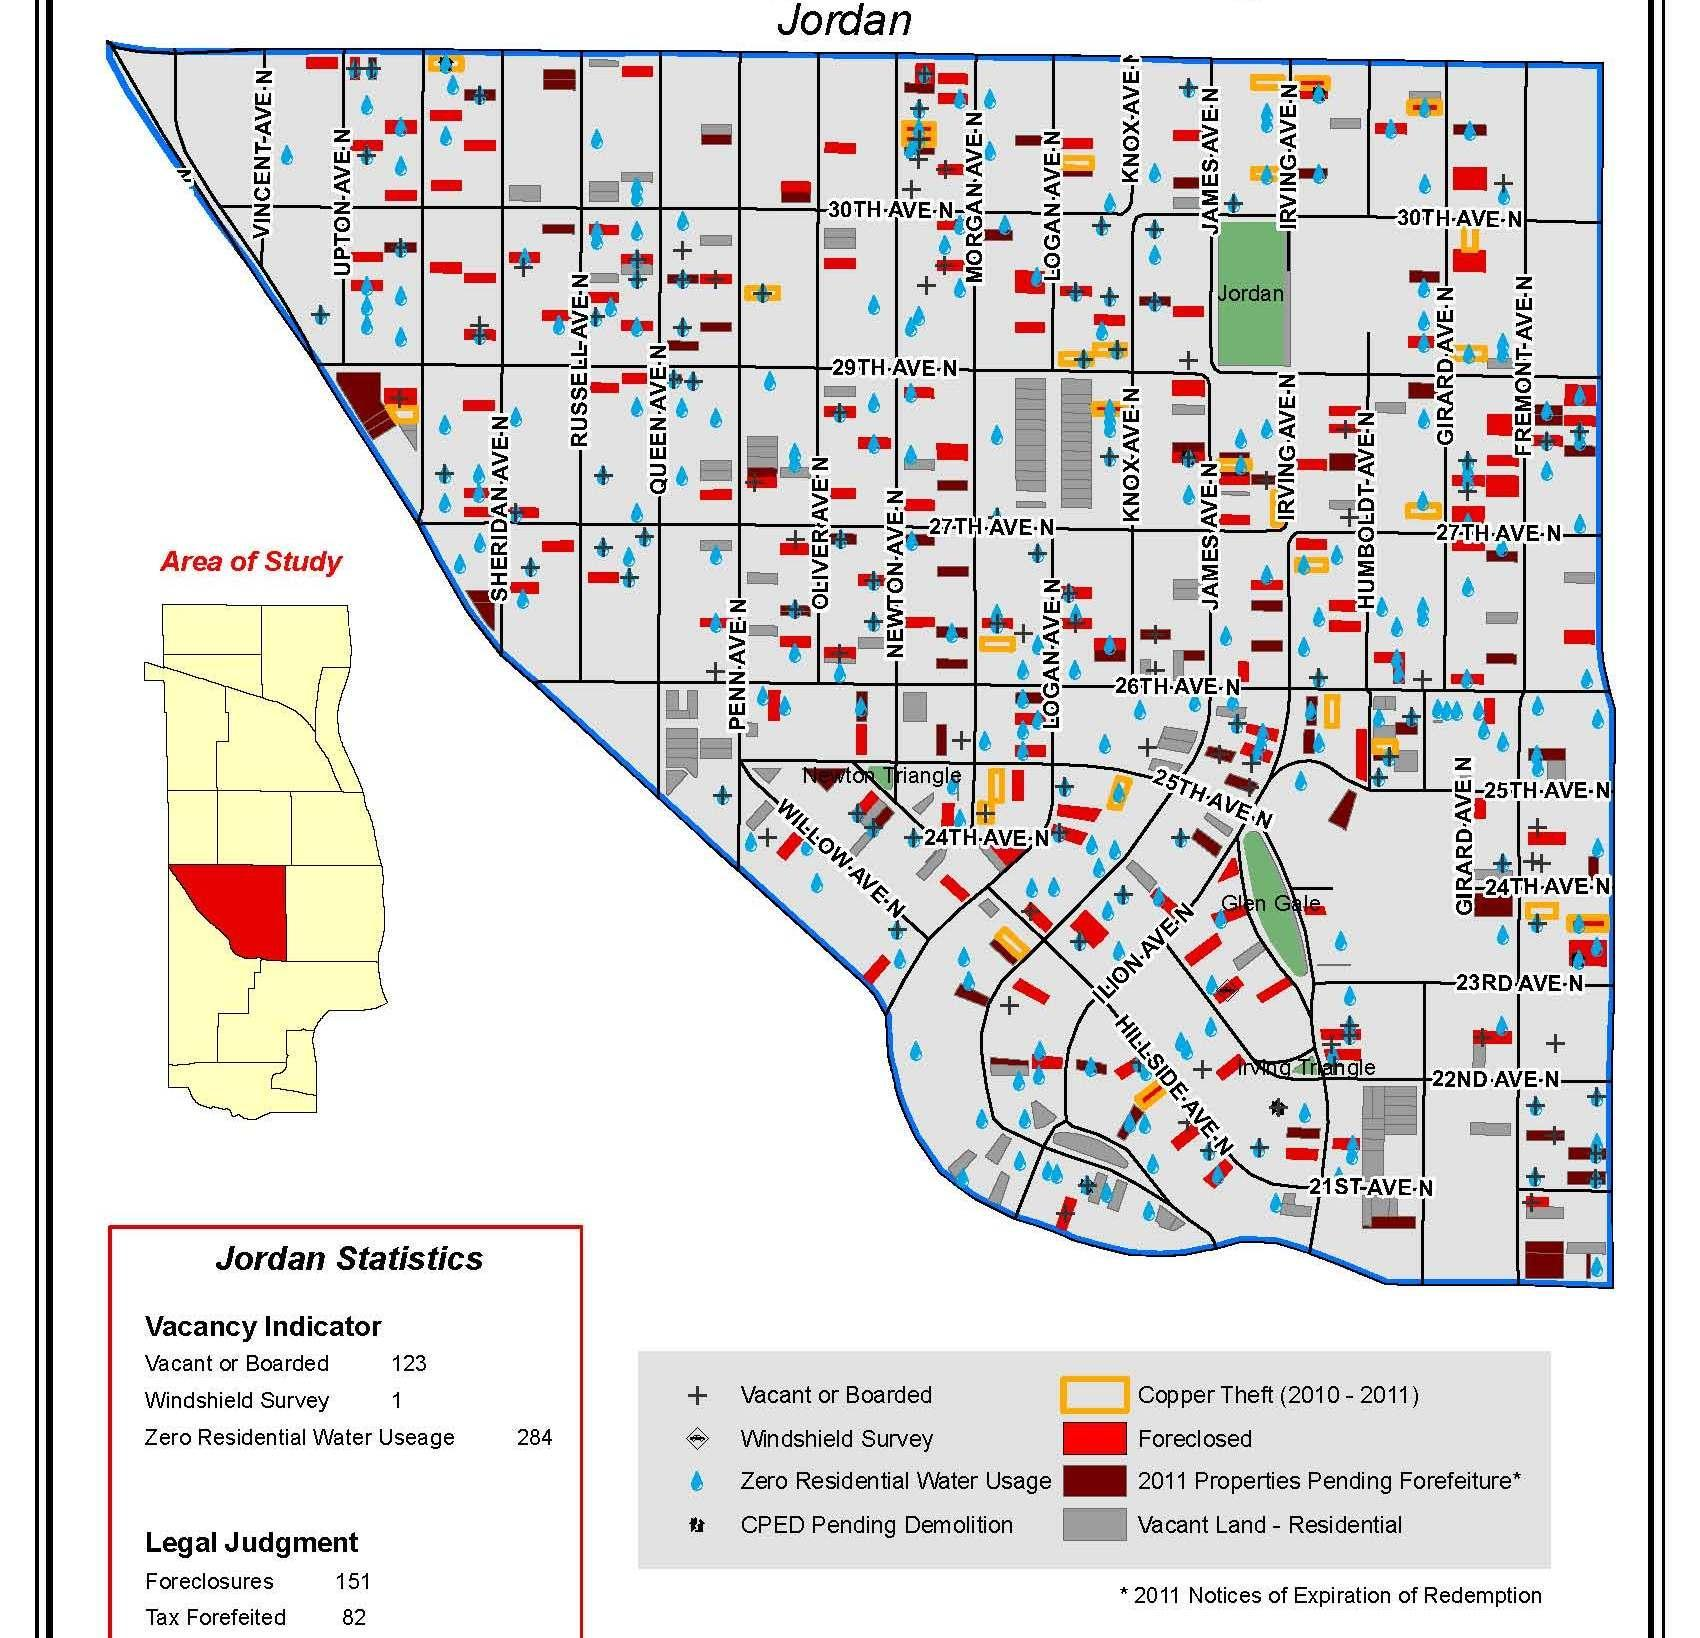 Jordan
VINCENT AVE N
UPTON AVE N
KNOX AVE N
JAMES AVE N
IRVING AVE N
MORGAN AVE N
LOGAN AVE N
30TH AVE N
30TH AVE N
Jordan
RUSSELL AVE N
QUEEN AVE N
29TH AVE N
GIRARD AVE N
FREMONT AVE N
SHERIDAN AVE N
OLIVER AVE N
NEWTON AVE N
KNOX AVE N
JAMES AVE N
IRVING AVE N
HUMBOLDT AVE N
27TH AVE N
27TH AVE N
PENN AVE N
LOGAN AVE N
26TH AVE N
Newton Triangle
25TH AVE N
25TH AVE N
WILLOW AVE N
24TH AVE N
GIRARD AVE N
24TH AVE N
Glen Gale
ILION AVE N
23RD AVE N
HILLSIDE AVE N
Irving Triangle
22ND AVE N
21ST AVE N
Area of Study
Jordan Statistics
Vacancy Indicator
Vacant or Boarded 123
Windshield Survey 1
Zero Residential Water Useage 284
Legal Judgment
Foreclosures 151
Tax Forefeited 82
Vacant or Boarded
Windshield Survey
Zero Residential Water Usage
CPED Pending Demolition
Copper Theft (2010 - 2011)
Foreclosed
2011 Properties Pending Forefeiture*
Vacant Land - Residential
* 2011 Notices of Expiration of Redemption